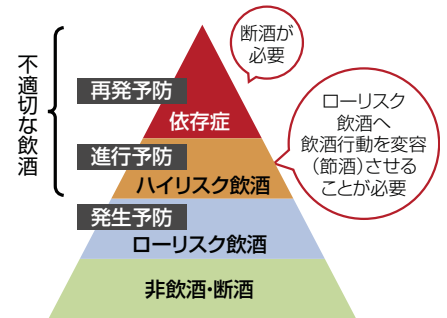 不適切な飲酒
断酒が
必要
再発予防
依存症
ローリスク
飲酒へ
飲酒行動を変容
（節酒）させる
ことが必要
進行予防
ハイリスク飲酒
発生予防
ローリスク飲酒
非飲酒・断酒